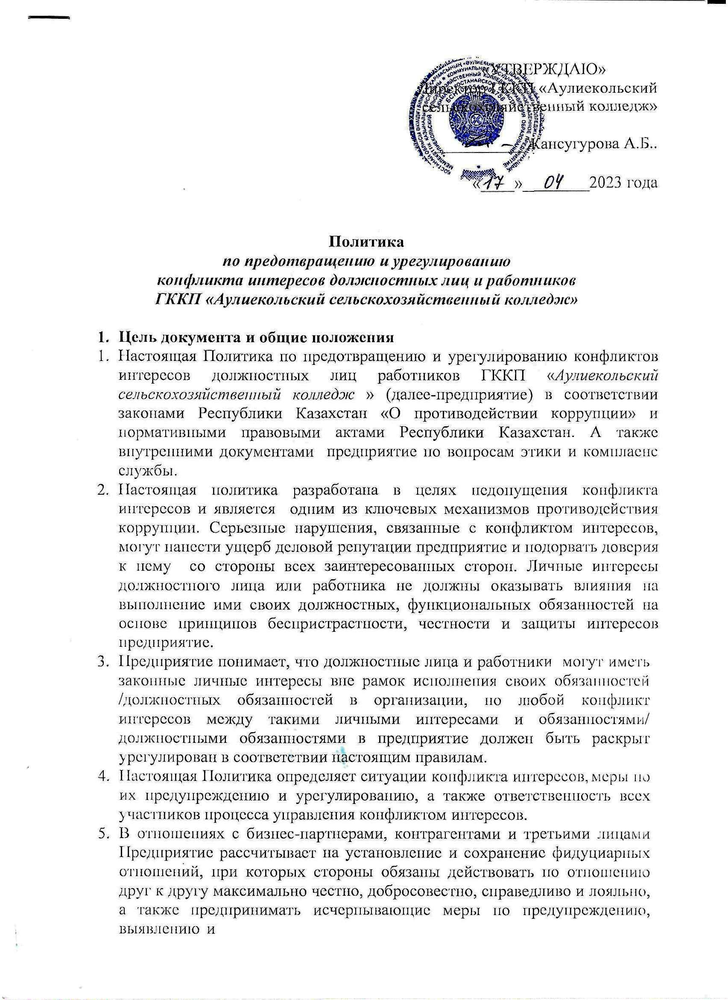 «УТВЕРЖДАЮ»
Директор ГККП «Аулиекольский
сельскохозяйственный колледж»
Жансугурова А.Б..
«17» 04 2023 года
Политика
по предотвращению и урегулированию
конфликта интересов должностных лиц и работников
ГККП «Аулиекольский сельскохозяйственный колледж»
1. Цель документа и общие положения
1. Настоящая Политика по предотвращению и урегулированию конфликтов
интересов должностных лиц работников ГККП «Аулиекольский
сельскохозяйственный колледж » (далее-предприятие) в соответствии
законами Республики Казахстан «О противодействии коррупции» и
нормативными правовыми актами Республики Казахстан. А также
внутренними документами предприятие по вопросам этики и комплаенс
службы.
2. Настоящая политика разработана в целях недопущения конфликта
интересов и является одним из ключевых механизмов противодействия
коррупции. Серьезные нарушения, связанные с конфликтом интересов,
могут нанести ущерб деловой репутации предприятие и подорвать доверия
к нему со стороны всех заинтересованных сторон. Личные интересы
должностного лица или работника не должны оказывать влияния на
выполнение ими своих должностных, функциональных обязанностей на
основе принципов беспристрастности, честности и защиты интересов
предприятие.
3. Предприятие понимает, что должностные лица и работники могут иметь
законные личные интересы вне рамок исполнения своих обязанностей
/должностных обязанностей в организации, но любой конфликт
интересов между такими личными интересами и обязанностями/
должностными обязанностями в предприятие должен быть раскрыт
урегулирован в соответствии настоящим правилам.
4. Настоящая Политика определяет ситуации конфликта интересов, меры по
их предупреждению и урегулированию, а также ответственность всех
участников процесса управления конфликтом интересов.
5. В отношениях с бизнес-партнерами, контрагентами и третьими лицами
Предприятие рассчитывает на установление и сохранение фидуциарных
отношений, при которых стороны обязаны действовать по отношению
друг к другу максимально честно, добросовестно, справедливо и лояльно,
а также предпринимать исчерпывающие меры по предупреждению,
выявлению и